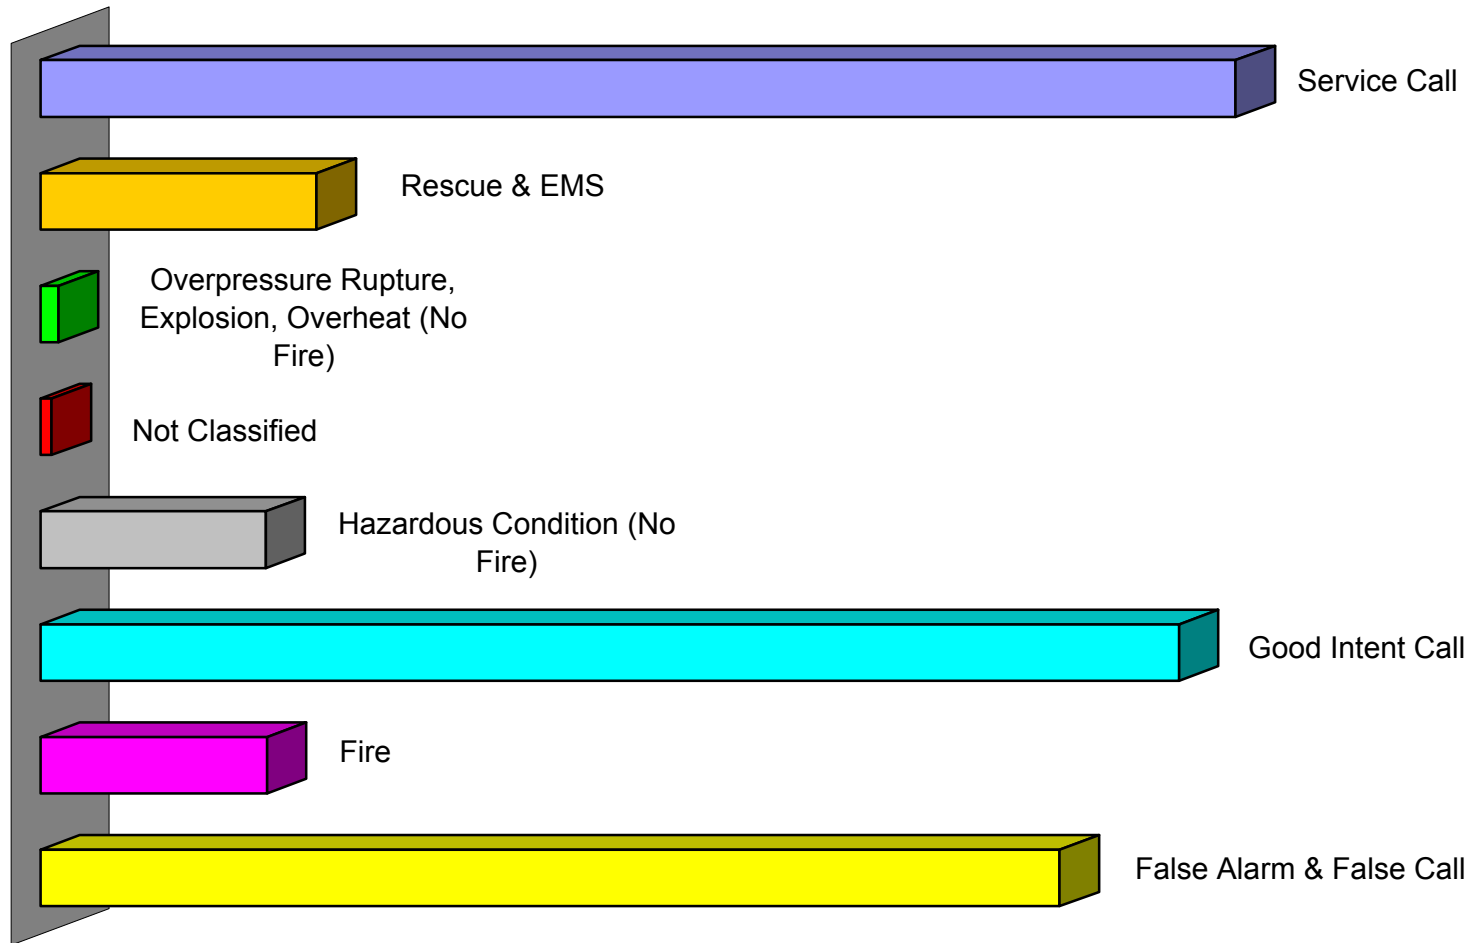 Service Call
Rescue & EMS
Overpressure Rupture,
Explosion, Overheat (No
Fire)
Not Classified
Hazardous Condition (No
Fire)
Good Intent Call
Fire
False Alarm & False Call